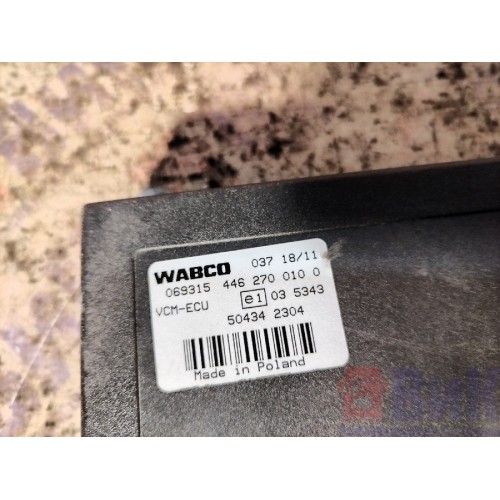 WABCO 037 18/11
069315 446 270 010 0
VCM-ECU e1 03 5343
50434 2304
Made in Poland